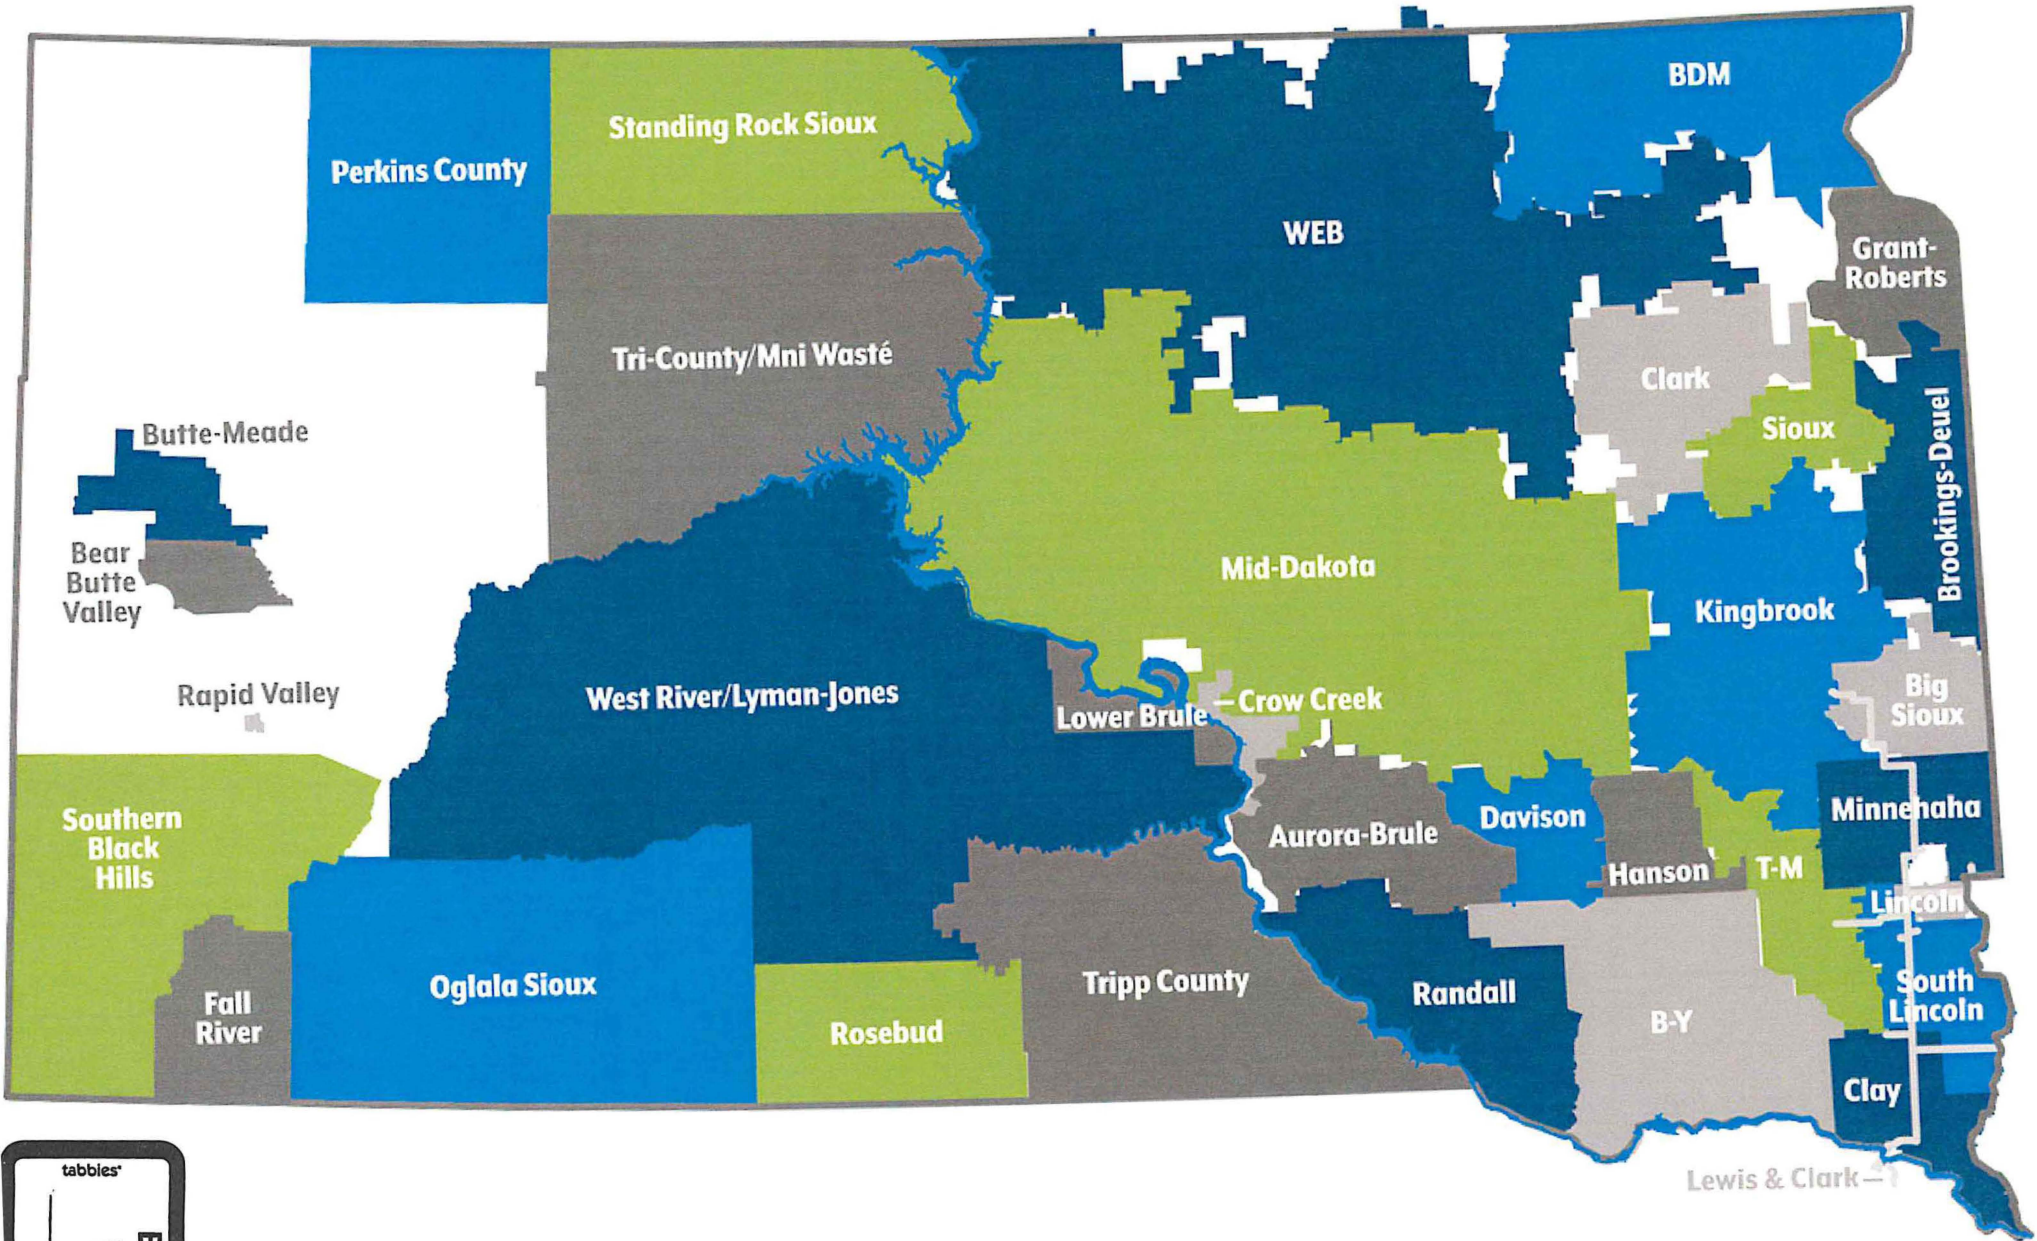 BDM
Standing Rock Sioux
Perkins County
WEB
Grant-
Roberts
Tri-County/Mni Wasté
Clark
Sioux
Butte-Meade
Brookings-Deuel
Bear
Butte
Valley
Mid-Dakota
Kingbrook
Rapid Valley
West River/Lyman-Jones
Crow Creek
Lower Brule
Big
Sioux
Southern
Black
Hills
Minnehaha
Davison
Aurora-Brule
Hanson
T-M
Lincoln
Oglala Sioux
Tripp County
Randall
South
Lincoln
Fall
River
Rosebud
B-Y
Clay
Lewis & Clark
tabbies